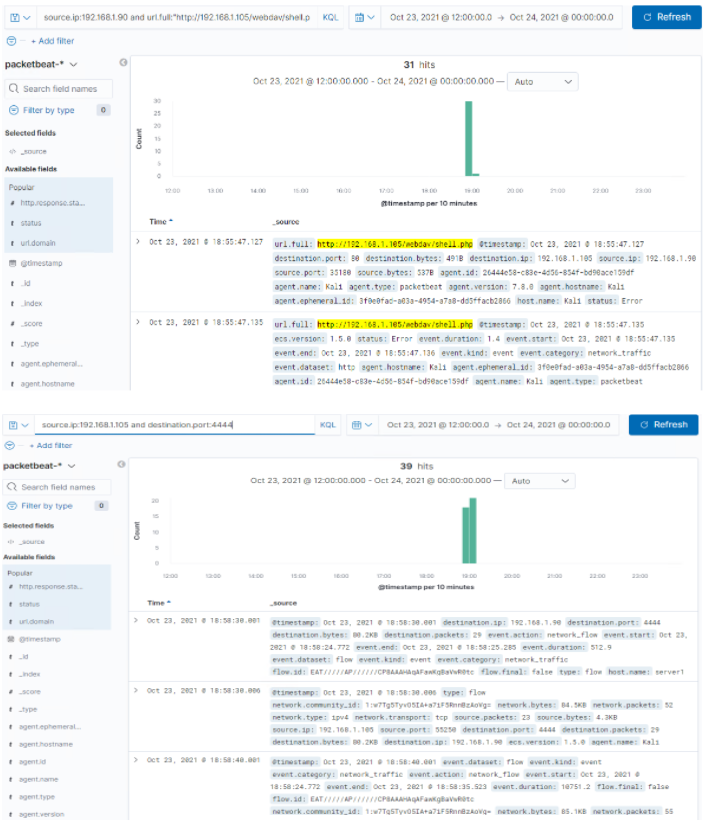 source.ip:192.168.1.90 and url.full:"http://192.168.1.105/webdav/shell.p KQL Oct 23, 2021 @ 12:00:00.0 → Oct 24, 2021 @ 00:00:00.0 Refresh
+ Add filter
packetbeat-*
Search field names
Filter by type 0
Selected fields
_source
Available fields
Popular
# http.response.sta...
t status
t url.domain
@timestamp
t _id
t _index
# _score
t _type
t agent.ephemeral...
t agent.hostname
31 hits
Oct 23, 2021 @ 12:00:00.000 - Oct 24, 2021 @ 00:00:00.000 — Auto
Count
30
25
20
15
10
5
0
12:00 13:00 14:00 15:00 16:00 17:00 18:00 19:00 20:00 21:00 22:00 23:00
@timestamp per 10 minutes
Time _source
Oct 23, 2021 @ 18:55:47.127 url.full: http://192.168.1.105/webdav/shell.php @timestamp: Oct 23, 2021 @ 18:55:47.127
destination.port: 80 destination.bytes: 491B destination.ip: 192.168.1.105 source.ip: 192.168.1.90
source.port: 35180 source.bytes: 537B agent.id: 26444e58-c83e-4d56-854f-bd90ace159df
agent.name: Kali agent.type: packetbeat agent.version: 7.8.0 agent.hostname: Kali
agent.ephemeral_id: 3f0e0fad-a03a-4954-a7a8-dd5ffacb2866 host.name: Kali status: Error
Oct 23, 2021 @ 18:55:47.135 url.full: http://192.168.1.105/webdav/shell.php @timestamp: Oct 23, 2021 @ 18:55:47.135
ecs.version: 1.5.0 status: Error event.duration: 1.4 event.start: Oct 23, 2021 @ 18:55:47.135
event.end: Oct 23, 2021 @ 18:55:47.136 event.kind: event event.category: network_traffic
event.dataset: http agent.hostname: Kali agent.ephemeral_id: 3f0e0fad-a03a-4954-a7a8-dd5ffacb2866
agent.id: 26444e58-c83e-4d56-854f-bd90ace159df agent.name: Kali agent.type: packetbeat
source.ip:192.168.1.105 and destination.port:4444 KQL Oct 23, 2021 @ 12:00:00.0 → Oct 24, 2021 @ 00:00:00.0 Refresh
+ Add filter
packetbeat-*
Search field names
Filter by type 0
Selected fields
_source
Available fields
Popular
# http.response.sta...
t status
t url.domain
@timestamp
t _id
t _index
# _score
t _type
t agent.ephemeral...
t agent.hostname
t agent.id
t agent.name
t agent.type
t agent.version
39 hits
Oct 23, 2021 @ 12:00:00.000 - Oct 24, 2021 @ 00:00:00.000 — Auto
Count
20
15
10
5
0
12:00 13:00 14:00 15:00 16:00 17:00 18:00 19:00 20:00 21:00 22:00 23:00
@timestamp per 10 minutes
Time _source
Oct 23, 2021 @ 18:58:30.001 @timestamp: Oct 23, 2021 @ 18:58:30.001 destination.ip: 192.168.1.90 destination.port: 4444
destination.bytes: 80.2KB destination.packets: 29 event.action: network_flow event.start: Oct 23,
2021 @ 18:58:24.772 event.end: Oct 23, 2021 @ 18:58:25.285 event.duration: 512.9
event.dataset: flow event.kind: event event.category: network_traffic
flow.final: false type: flow host.name: server1
Oct 23, 2021 @ 18:58:30.006 @timestamp: Oct 23, 2021 @ 18:58:30.006 type: flow
network.community_id: network.bytes: 84.5KB network.packets: 52
network.type: ipv4 network.transport: tcp source.packets: 23 source.bytes: 4.3KB
source.ip: 192.168.1.105 source.port: 55250 destination.port: 4444 destination.packets: 29
destination.bytes: 80.2KB destination.ip: 192.168.1.90 ecs.version: 1.5.0 agent.name: Kali
Oct 23, 2021 @ 18:58:40.001 @timestamp: Oct 23, 2021 @ 18:58:40.001 event.dataset: flow event.kind: event
event.category: network_traffic event.action: network_flow event.start: Oct 23, 2021 @
18:58:24.772 event.end: Oct 23, 2021 @ 18:58:35.523 event.duration: 10751.2 flow.final: false
flow.id:
network.community_id: network.bytes: 85.1KB network.packets: 55